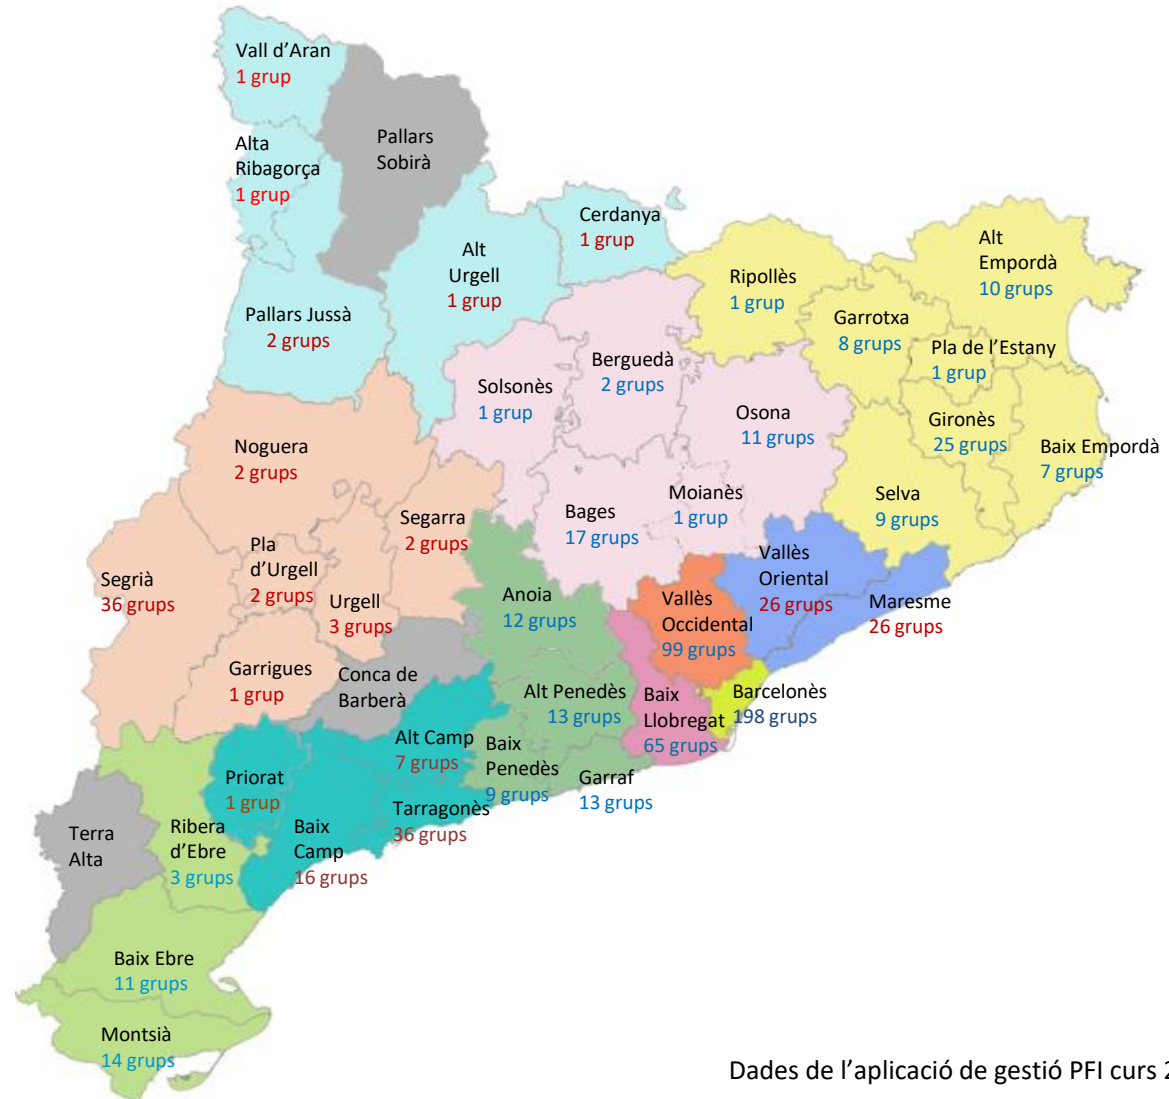 Vall d'Aran
1 grup
Pallars
Sobirà
Alta
Ribagorça
1 grup
Cerdanya
1 grup
Alt
Urgell
1 grup
Pallars Jussà
2 grups
Ripollès
1 grup
Alt
Empordà
10 grups
Garrotxa
8 grups
Pla de l'Estany
1 grup
Berguedà
2 grups
Solsonès
1 grup
Osona
11 grups
Gironès
25 grups
Baix Empordà
7 grups
Noguera
2 grups
Selva
9 grups
Moianès
1 grup
Bages
17 grups
Segarra
2 grups
Pla
d'Urgell
2 grups
Segrià
36 grups
Urgell
3 grups
Anoia
12 grups
Vallès
Oriental
26 grups
Vallès
Occidental
99 grups
Maresme
26 grups
Garrigues
1 grup
Conca de
Barberà
Alt Penedès
13 grups
Baix
Llobregat
65 grups
Barcelonès
198 grups
Alt Camp
7 grups
Baix
Penedès
9 grups
Garraf
13 grups
Priorat
1 grup
Tarragonès
36 grups
Terra
Alta
Ribera
d'Ebre
3 grups
Baix
Camp
16 grups
Baix Ebre
11 grups
Montsià
14 grups
Dades de l'aplicació de gestió PFI curs 2